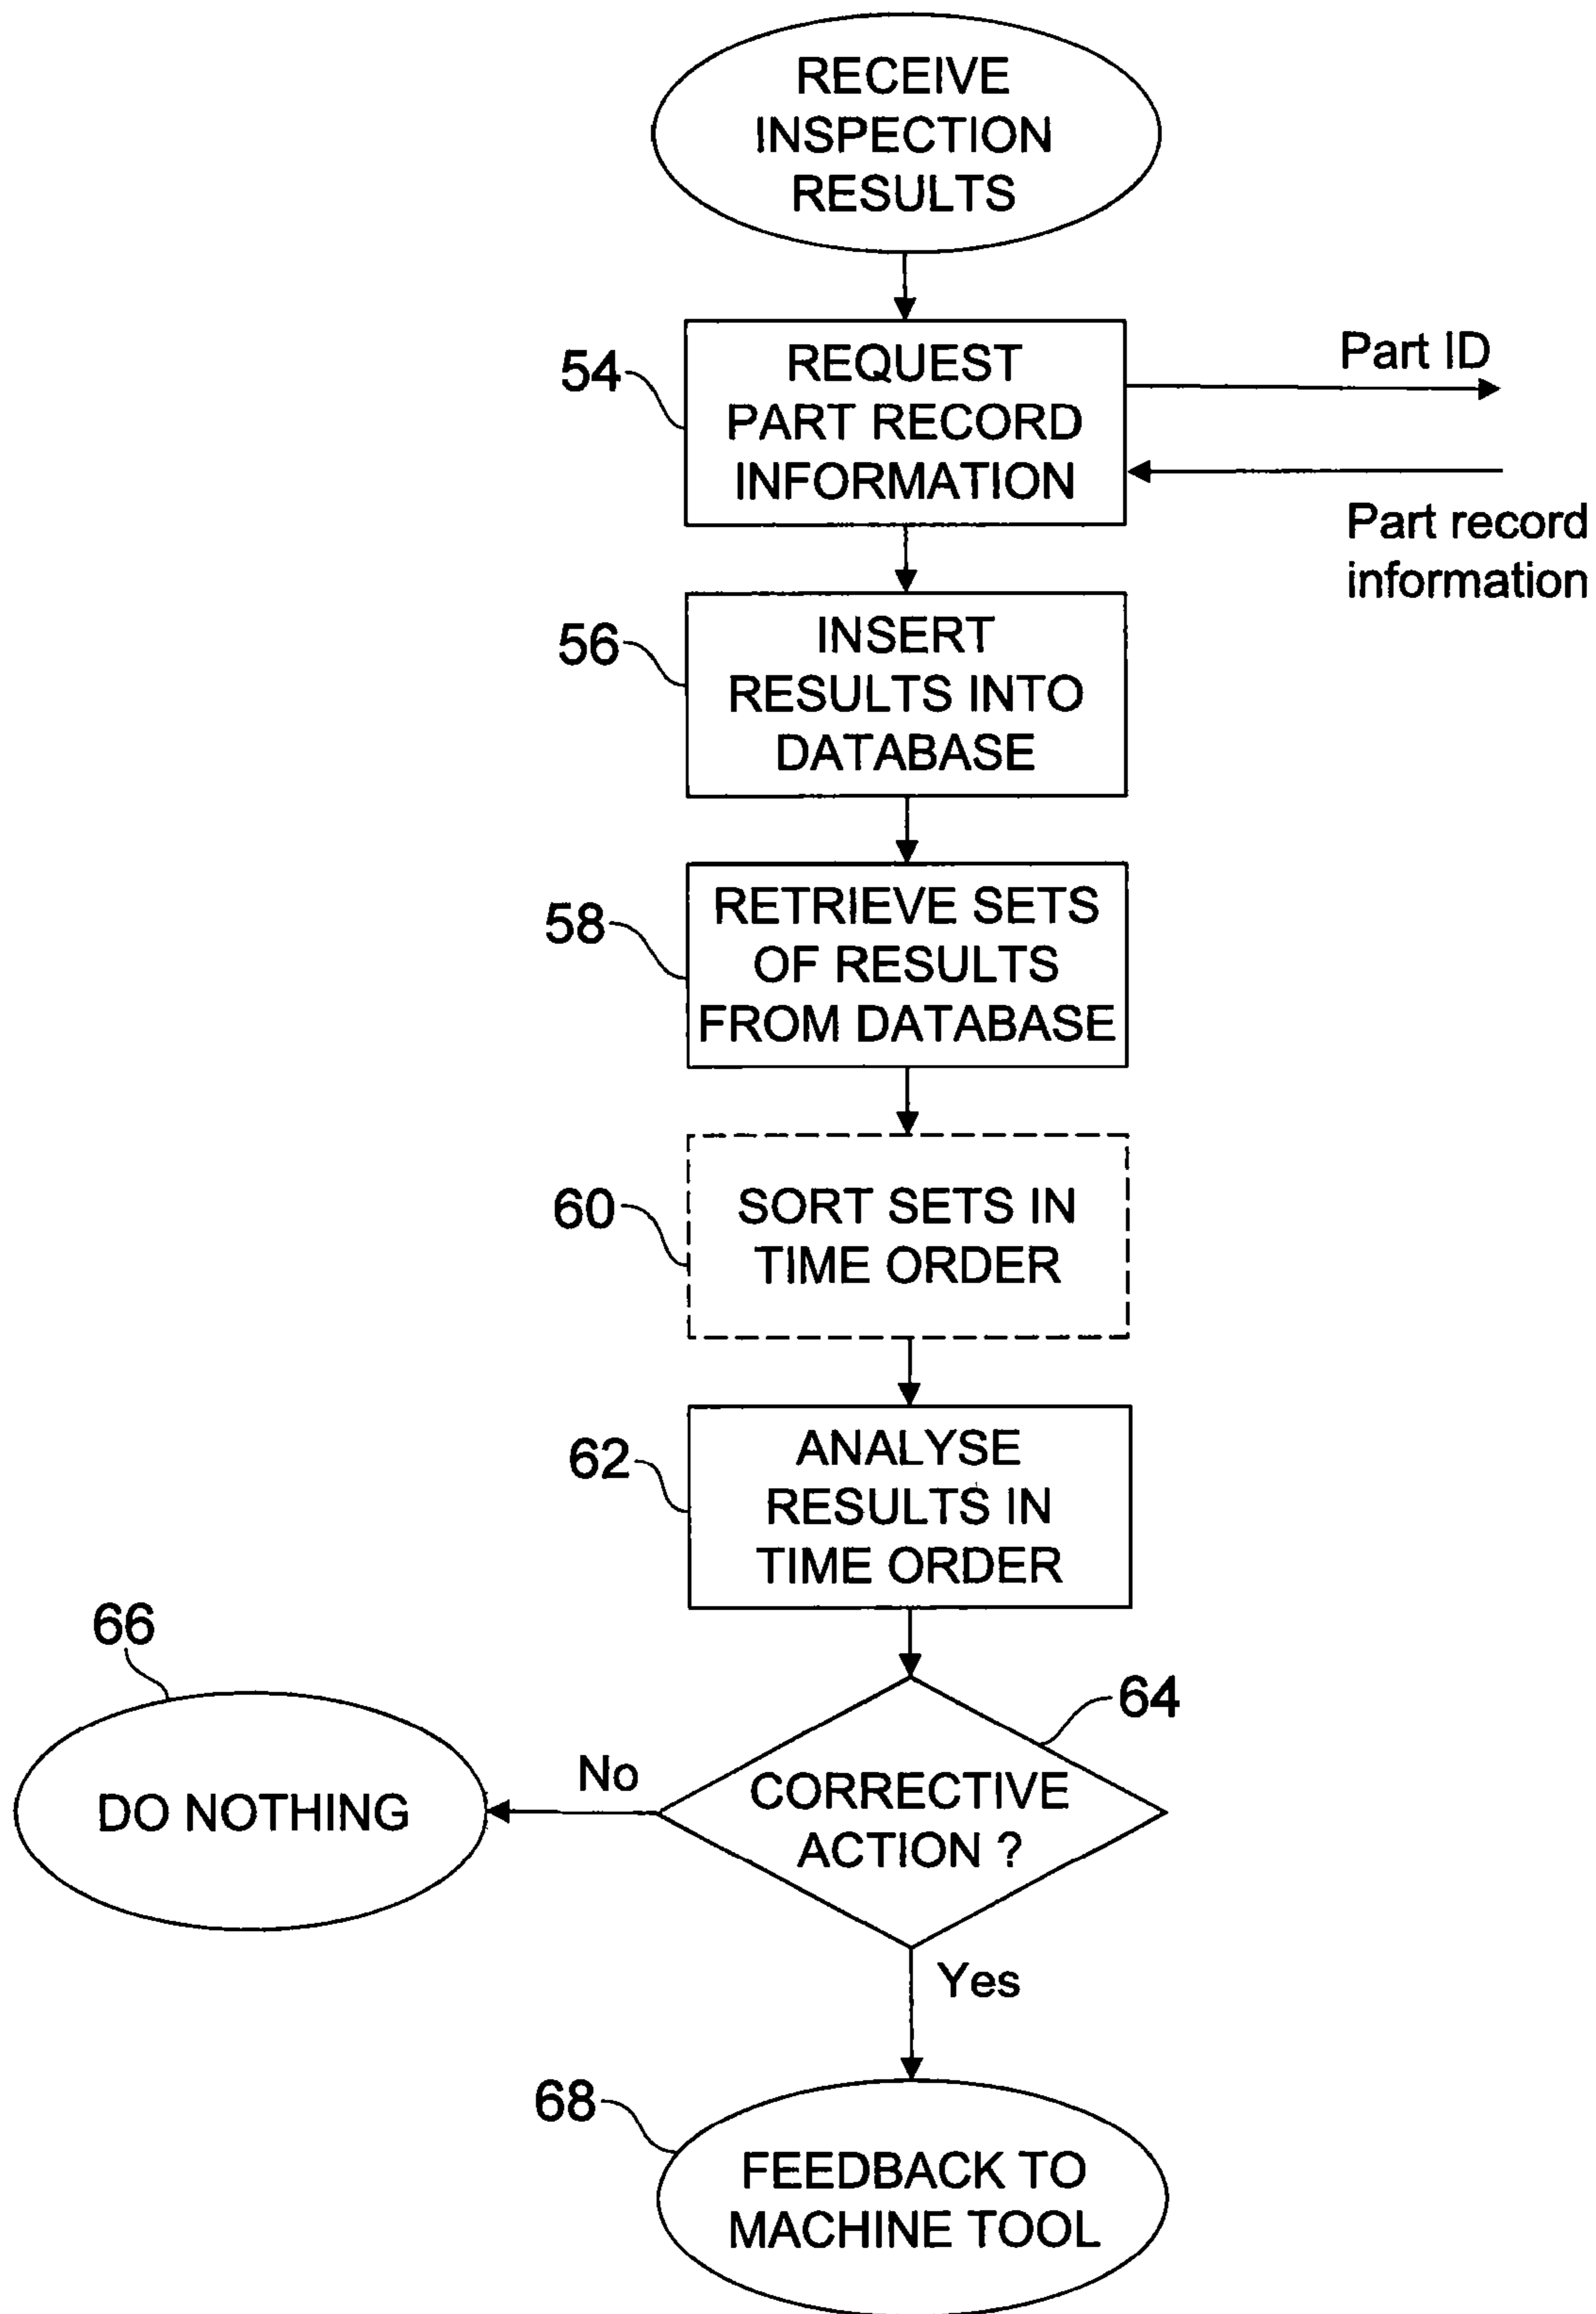 RECEIVE
INSPECTION
RESULTS
54
REQUEST
PART RECORD
INFORMATION
Part ID
Part record
information
56
INSERT
RESULTS INTO
DATABASE
58
RETRIEVE SETS
OF RESULTS
FROM DATABASE
60
SORT SETS IN
TIME ORDER
62
ANALYSE
RESULTS IN
TIME ORDER
66
DO NOTHING
No
64
CORRECTIVE
ACTION ?
Yes
68
FEEDBACK TO
MACHINE TOOL